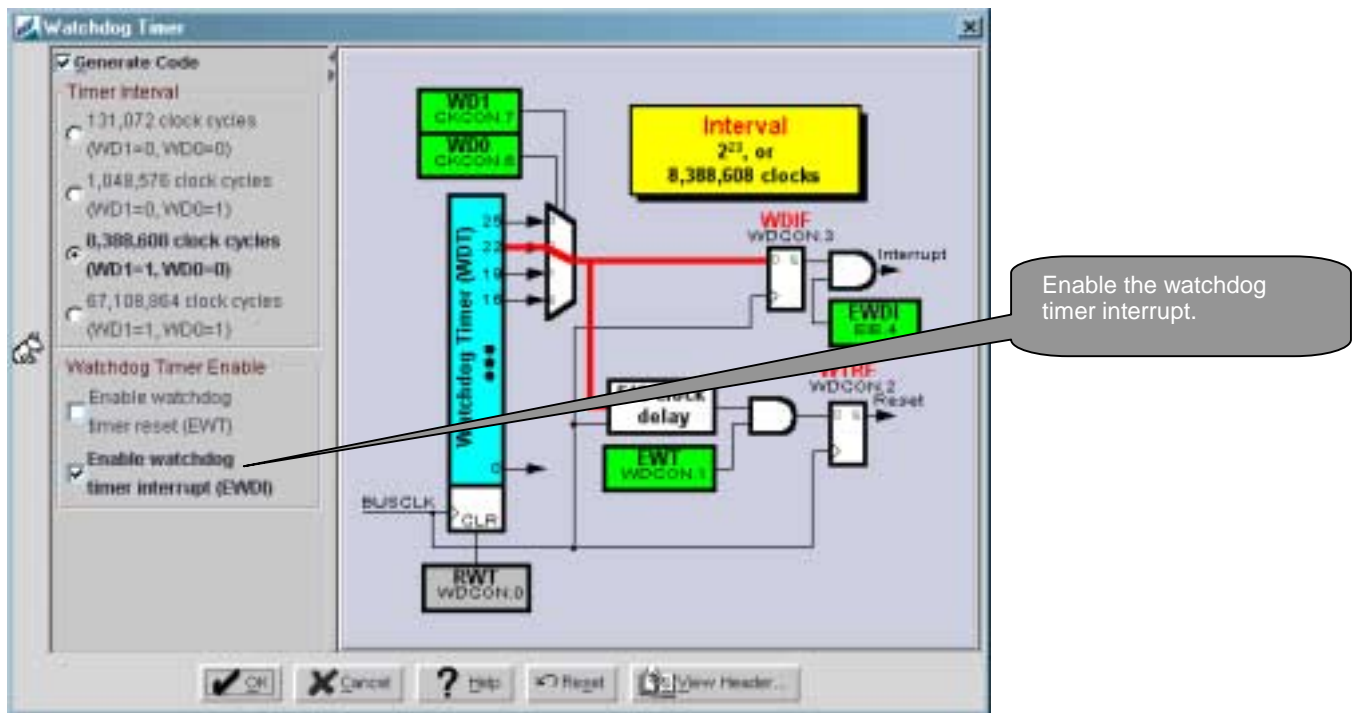 Watchdog Timer
Generate Code
Timer Interval
131,072 clock cycles
(WD1=0, WD0=0)
1,048,576 clock cycles
(WD1=0, WD0=1)
8,388,608 clock cycles
(WD1=1, WD0=0)
67,108,864 clock cycles
(WD1=1, WD0=1)
Watchdog Timer Enable
Enable watchdog
timer reset (EWT)
Enable watchdog
timer interrupt (EWDI)
WD1
CKCON.7
WD0
CKCON.6
Interval
2²³, or
8,388,608 clocks
Watchdog Timer (WDT)
25
22
19
16
0
WDIF
WDCON.3
D Q
Interrupt
EWDI
EIE.4
WTRF
WDCON.2
Reset
D Q
clock
delay
EWT
WDCON.1
BUSCLK
CLR
RWT
WDCON.0
Enable the watchdog
timer interrupt.
OK
Cancel
Help
Reset
View Header...